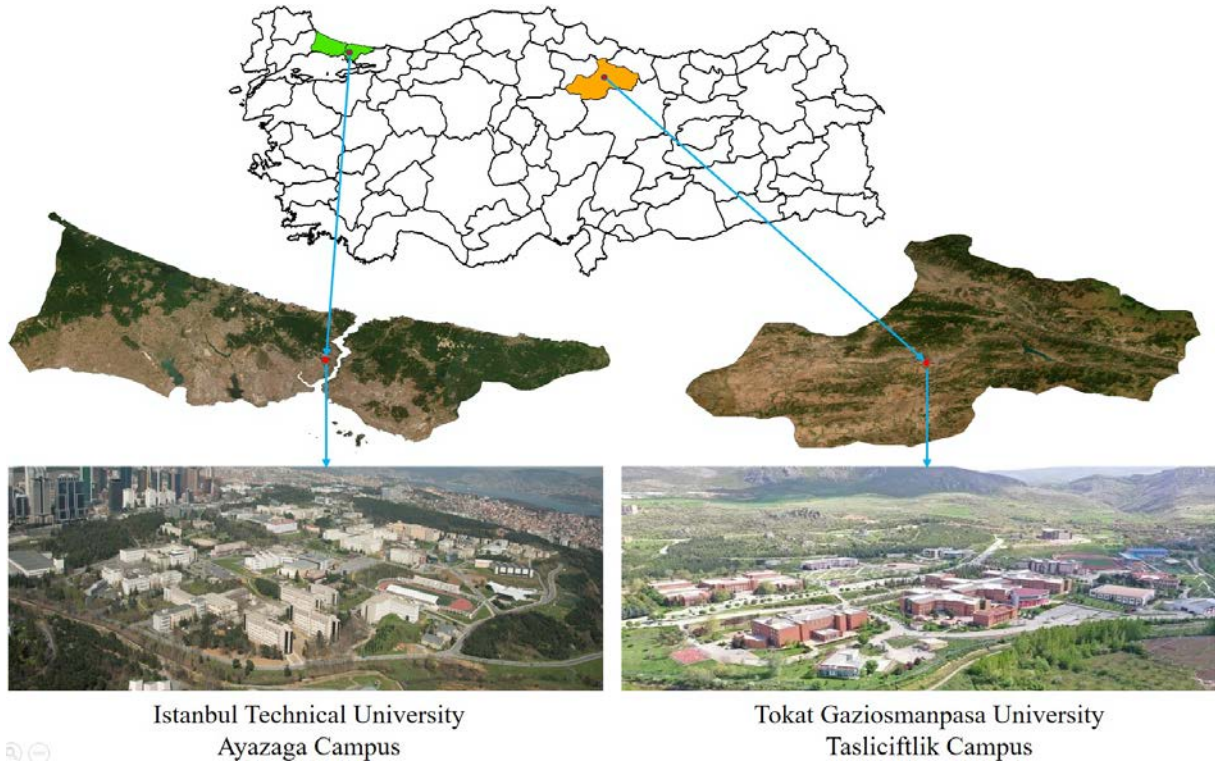 Istanbul Technical University
Ayazaga Campus
Tokat Gaziosmanpasa University
Tasliciftlik Campus